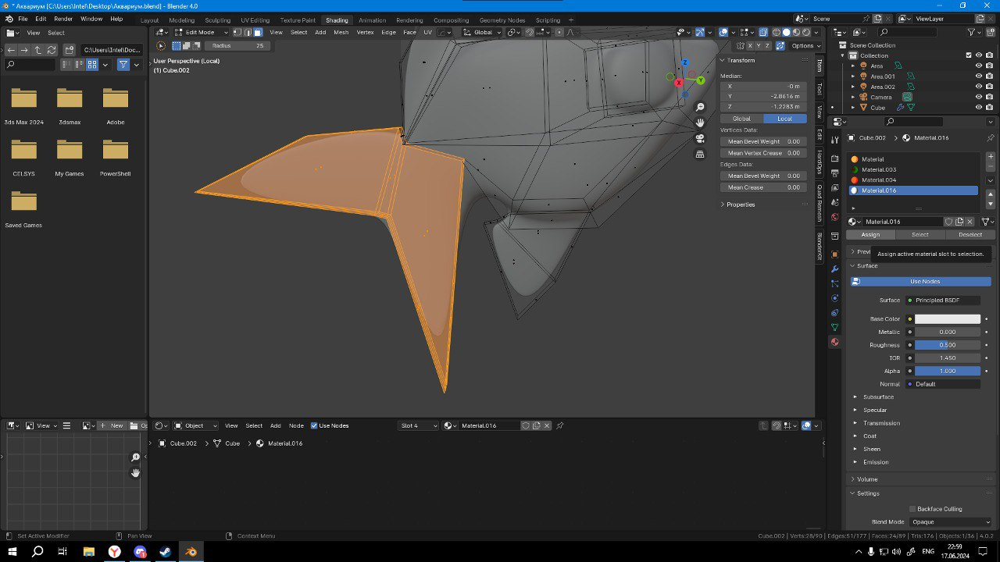 * Аквариум [C:\Users\Intel\Desktop\Аквариум.blend] - Blender 4.0
File Edit Render Window Help
Layout Modeling Sculpting UV Editing Texture Paint Shading Animation Rendering Compositing Geometry Nodes Scripting +
Scene
ViewLayer
View Select
Edit Mode View Select Add Mesh Vertex Edge Face UV Global
C:\Users\Intel\Doc...
Radius 25
X Y Z Options
3ds Max 2024 3dsmax Adobe
CELSYS My Games PowerShell
Saved Games
User Perspective (Local)
(1) Cube.002
Z
X Y
Transform
Median:
X -0 m
Y -2.8616 m
Z -1.2283 m
Global Local
Vertices Data:
Mean Bevel Weight 0.00
Mean Vertex Crease 0.00
Edges Data:
Mean Bevel Weight 0.00
Mean Crease 0.00
Properties
Item
Tool
View
Edit
HardOps
Quad Remesh
BlenderKit
Scene Collection
Collection
Area
Area.001
Area.002
Camera
Cube
Cube.002 > Material.016
Material
Material.003
Material.004
Material.016
Material.016
Assign Select Deselect
Previ
Assign active material slot to selection.
Surface
Use Nodes
Surface Principled BSDF
Base Color
Metallic 0.000
Roughness 0.500
IOR 1.450
Alpha 1.000
Normal Default
Subsurface
Specular
Transmission
Coat
Sheen
Emission
Volume
Settings
Backface Culling
Blend Mode Opaque
View + New
Object View Select Add Node Use Nodes Slot 4 Material.016
Cube.002 > Cube > Material.016
Set Active Modifier Pan View Context Menu
Cube.002 | Verts:28/90 | Edges:51/177 | Faces:24/89 | Tris:176 | Objects:1/36 | 4.0.2
ENG
22:59
17.06.2024